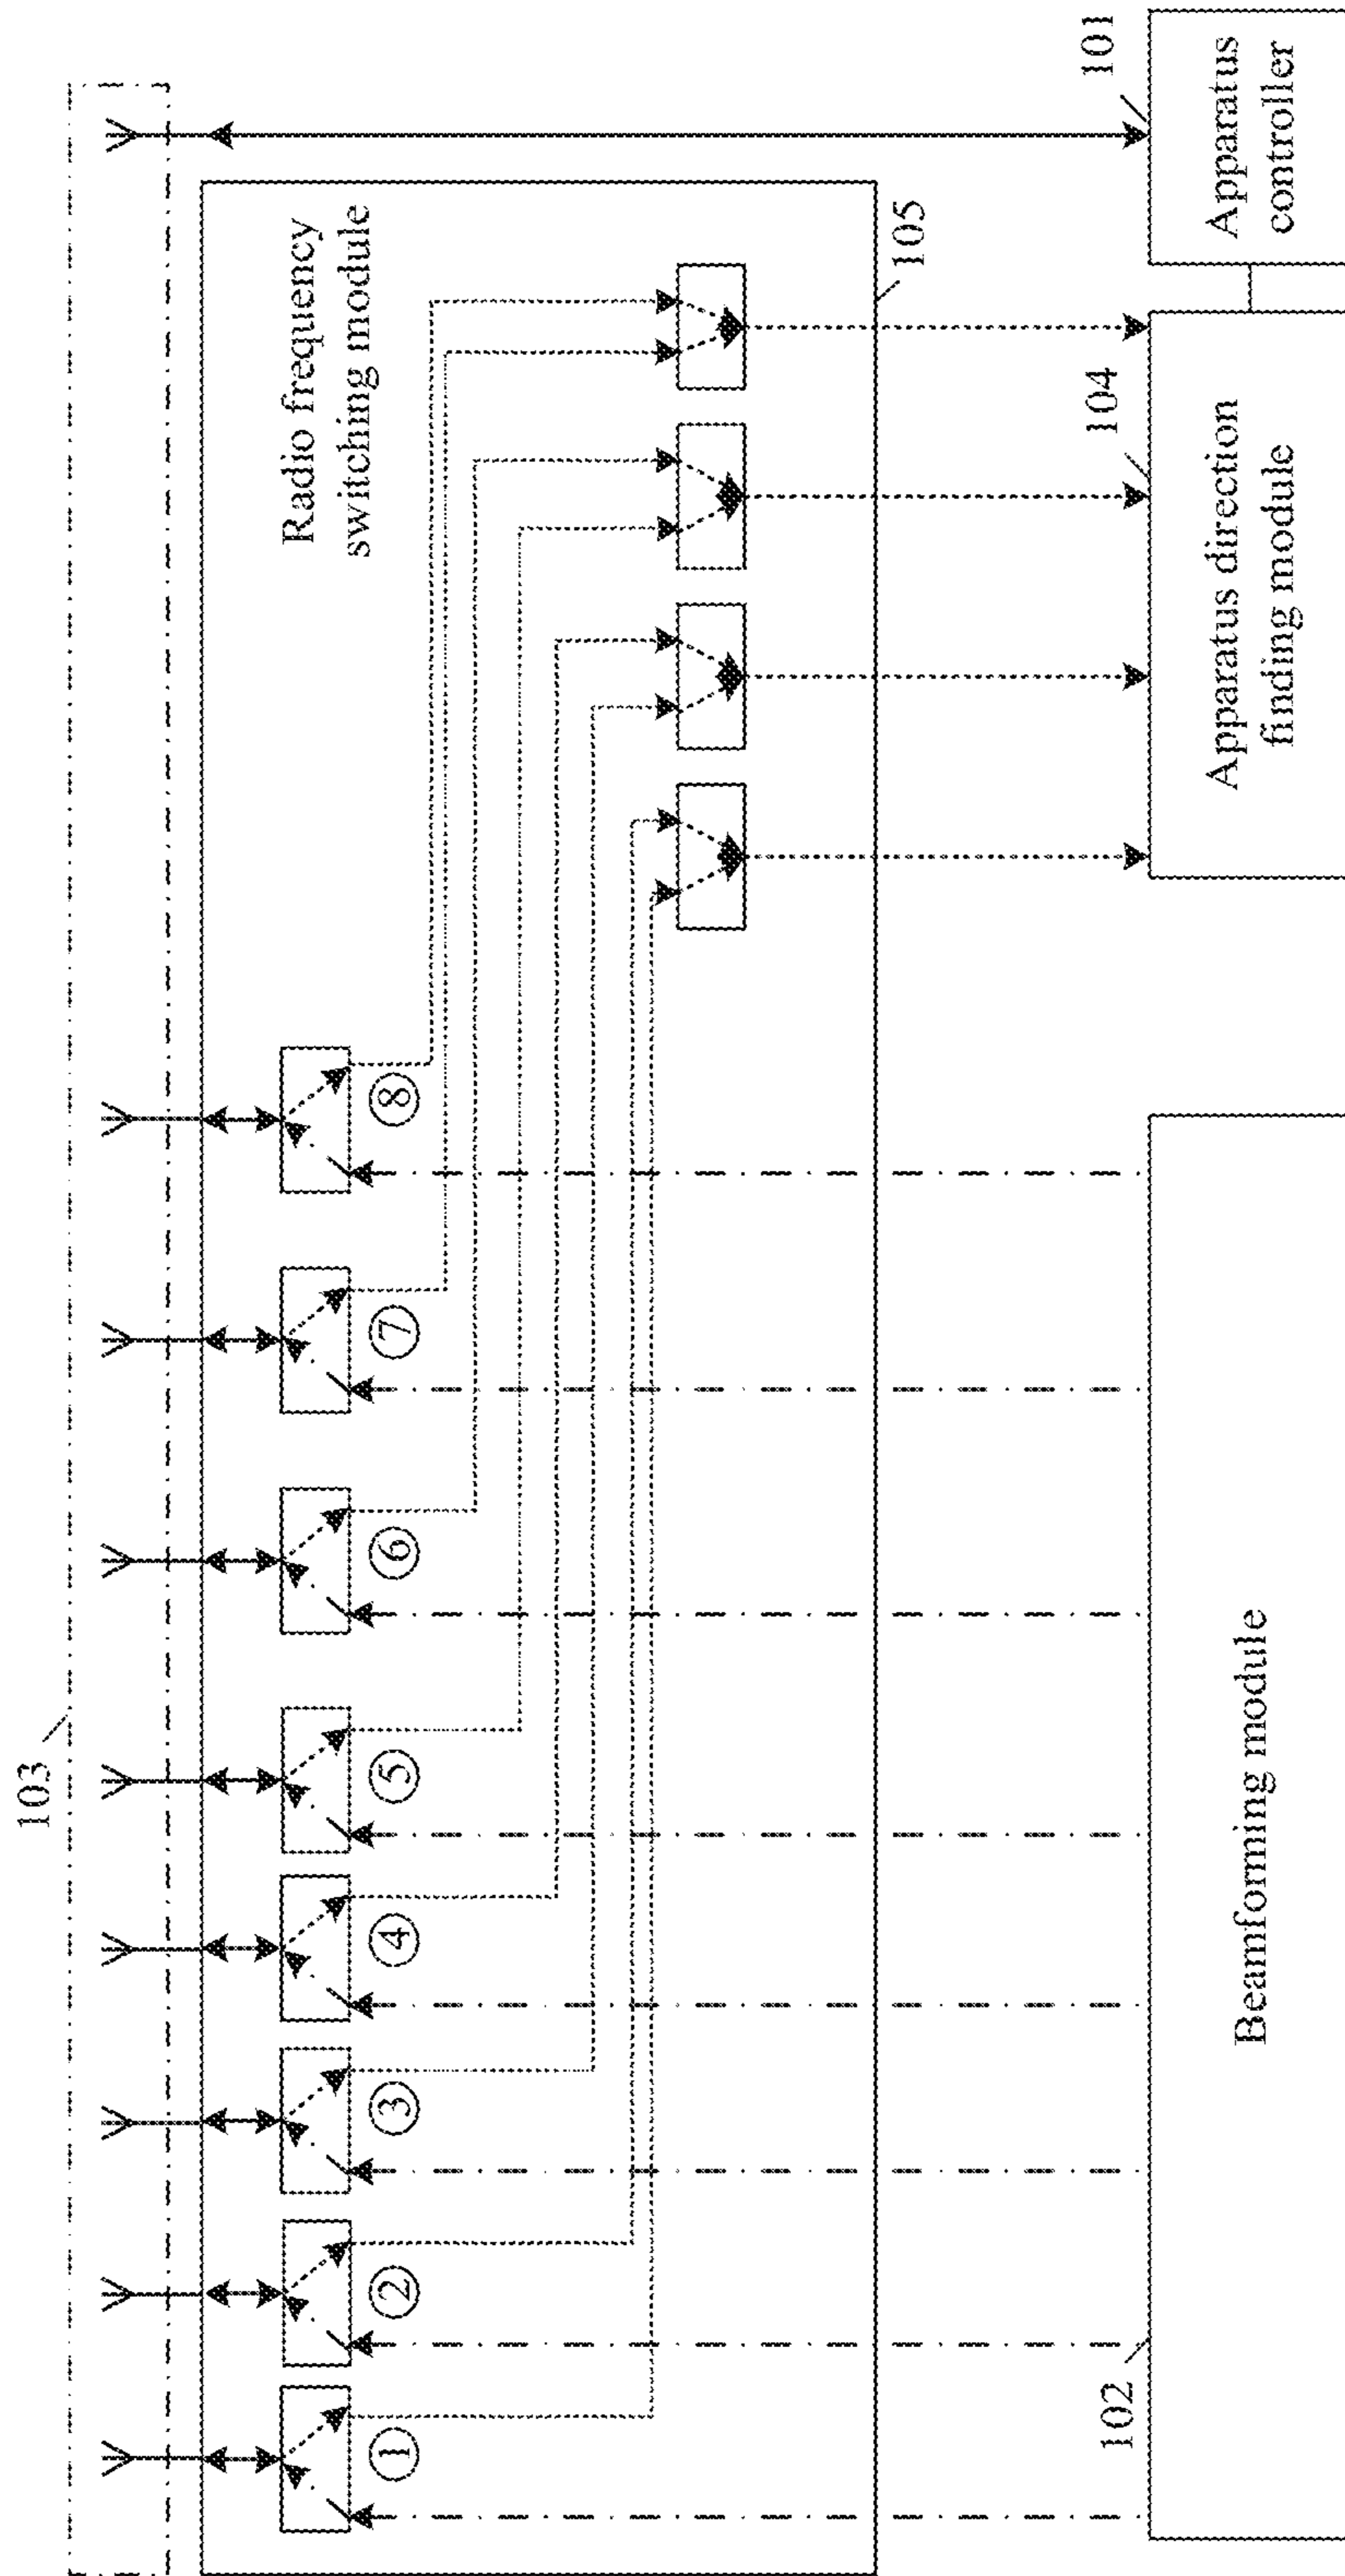 103
Radio frequency
switching module
①
②
③
④
⑤
⑥
⑦
⑧
105
102
Beamforming module
104
Apparatus direction
finding module
101
Apparatus
controller